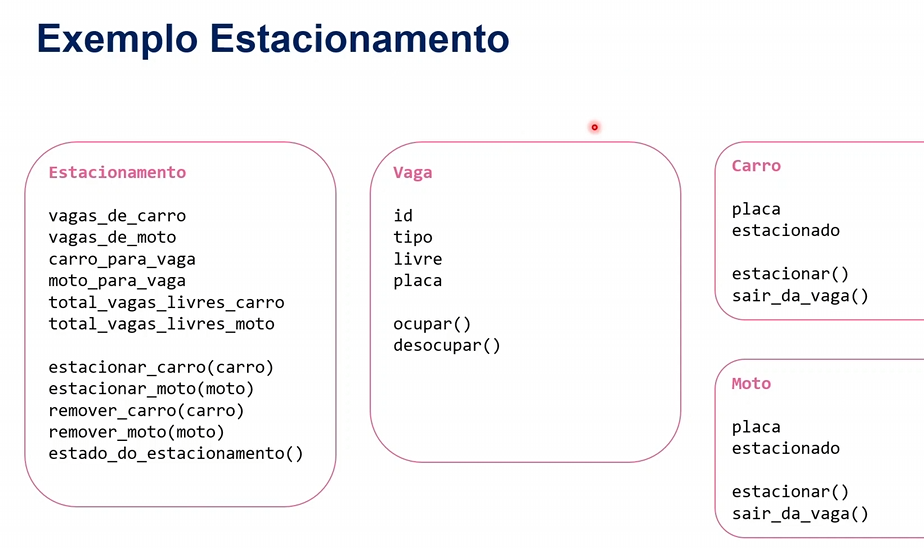 Exemplo Estacionamento
Estacionamento
vagas_de_carro
vagas_de_moto
carro_para_vaga
moto_para_vaga
total_vagas_livres_carro
total_vagas_livres_moto
estacionar_carro(carro)
estacionar_moto(moto)
remover_carro(carro)
remover_moto(moto)
estado_do_estacionamento()
Vaga
id
tipo
livre
placa
ocupar()
desocupar()
Carro
placa
estacionado
estacionar()
sair_da_vaga()
Moto
placa
estacionado
estacionar()
sair_da_vaga()